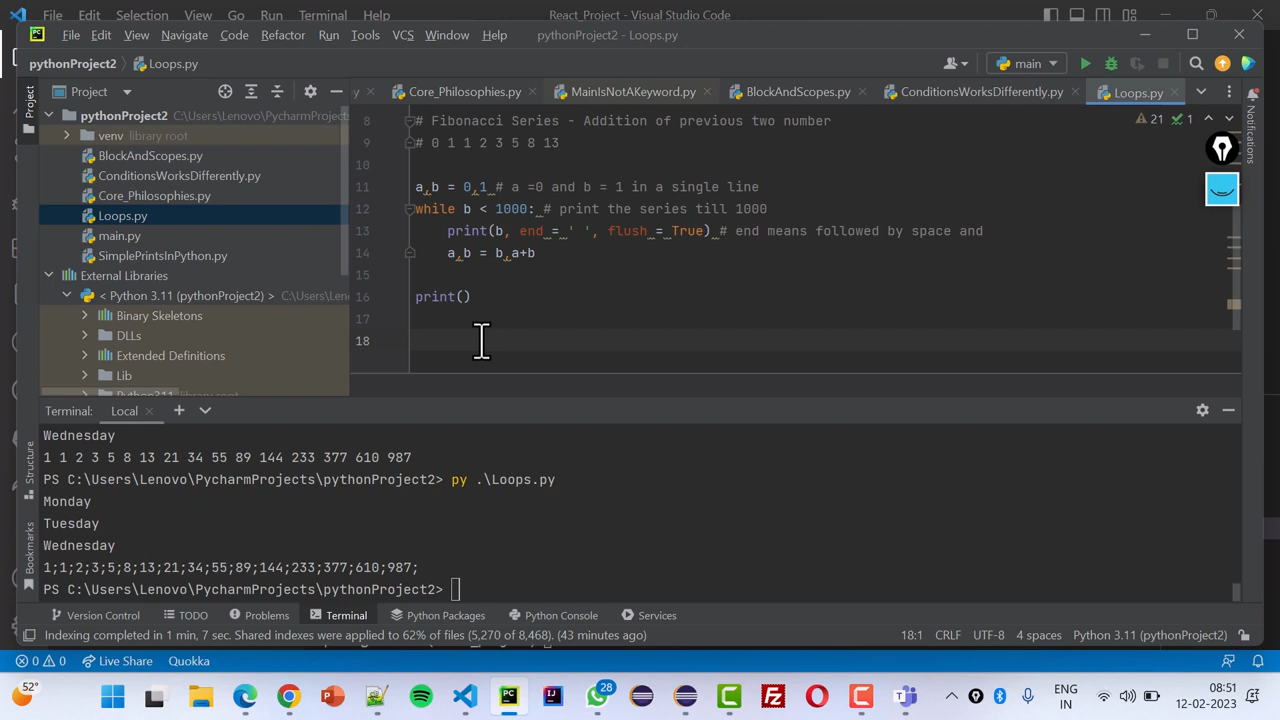 File Edit Selection View Go Run Terminal Help React_Project - Visual Studio Code
PC File Edit View Navigate Code Refactor Run Tools VCS Window Help pythonProject2 - Loops.py
pythonProject2 Loops.py main
Project Core_Philosophies.py MainIsNotAKeyword.py BlockAndScopes.py ConditionsWorksDifferently.py Loops.py
Project
Notifications
pythonProject2 C:\Users\Lenovo\PycharmProjects
venv library root
BlockAndScopes.py
ConditionsWorksDifferently.py
Core_Philosophies.py
Loops.py
main.py
SimplePrintsInPython.py
External Libraries
< Python 3.11 (pythonProject2) > C:\Users\Len
Binary Skeletons
DLLs
Extended Definitions
Lib
Python311 library root
21 1
8 # Fibonacci Series - Addition of previous two number
9 # 0 1 1 2 3 5 8 13
10
11 a,b = 0,1 # a =0 and b = 1 in a single line
12 while b < 1000: # print the series till 1000
13 print(b, end = ' ', flush = True) # end means followed by space and
14 a,b = b,a+b
15
16 print()
17
18
Terminal: Local
Structure
Bookmarks
Wednesday
1 1 2 3 5 8 13 21 34 55 89 144 233 377 610 987
PS C:\Users\Lenovo\PycharmProjects\pythonProject2> py .\Loops.py
Monday
Tuesday
Wednesday
1;1;2;3;5;8;13;21;34;55;89;144;233;377;610;987;
PS C:\Users\Lenovo\PycharmProjects\pythonProject2>
Version Control TODO Problems Terminal Python Packages Python Console Services
Indexing completed in 1 min, 7 sec. Shared indexes were applied to 62% of files (5,270 of 8,468). (43 minutes ago) 18:1 CRLF UTF-8 4 spaces Python 3.11 (pythonProject2)
0 0 Live Share Quokka
52° PC 28 ENG 08:51
IN 12-02-2023